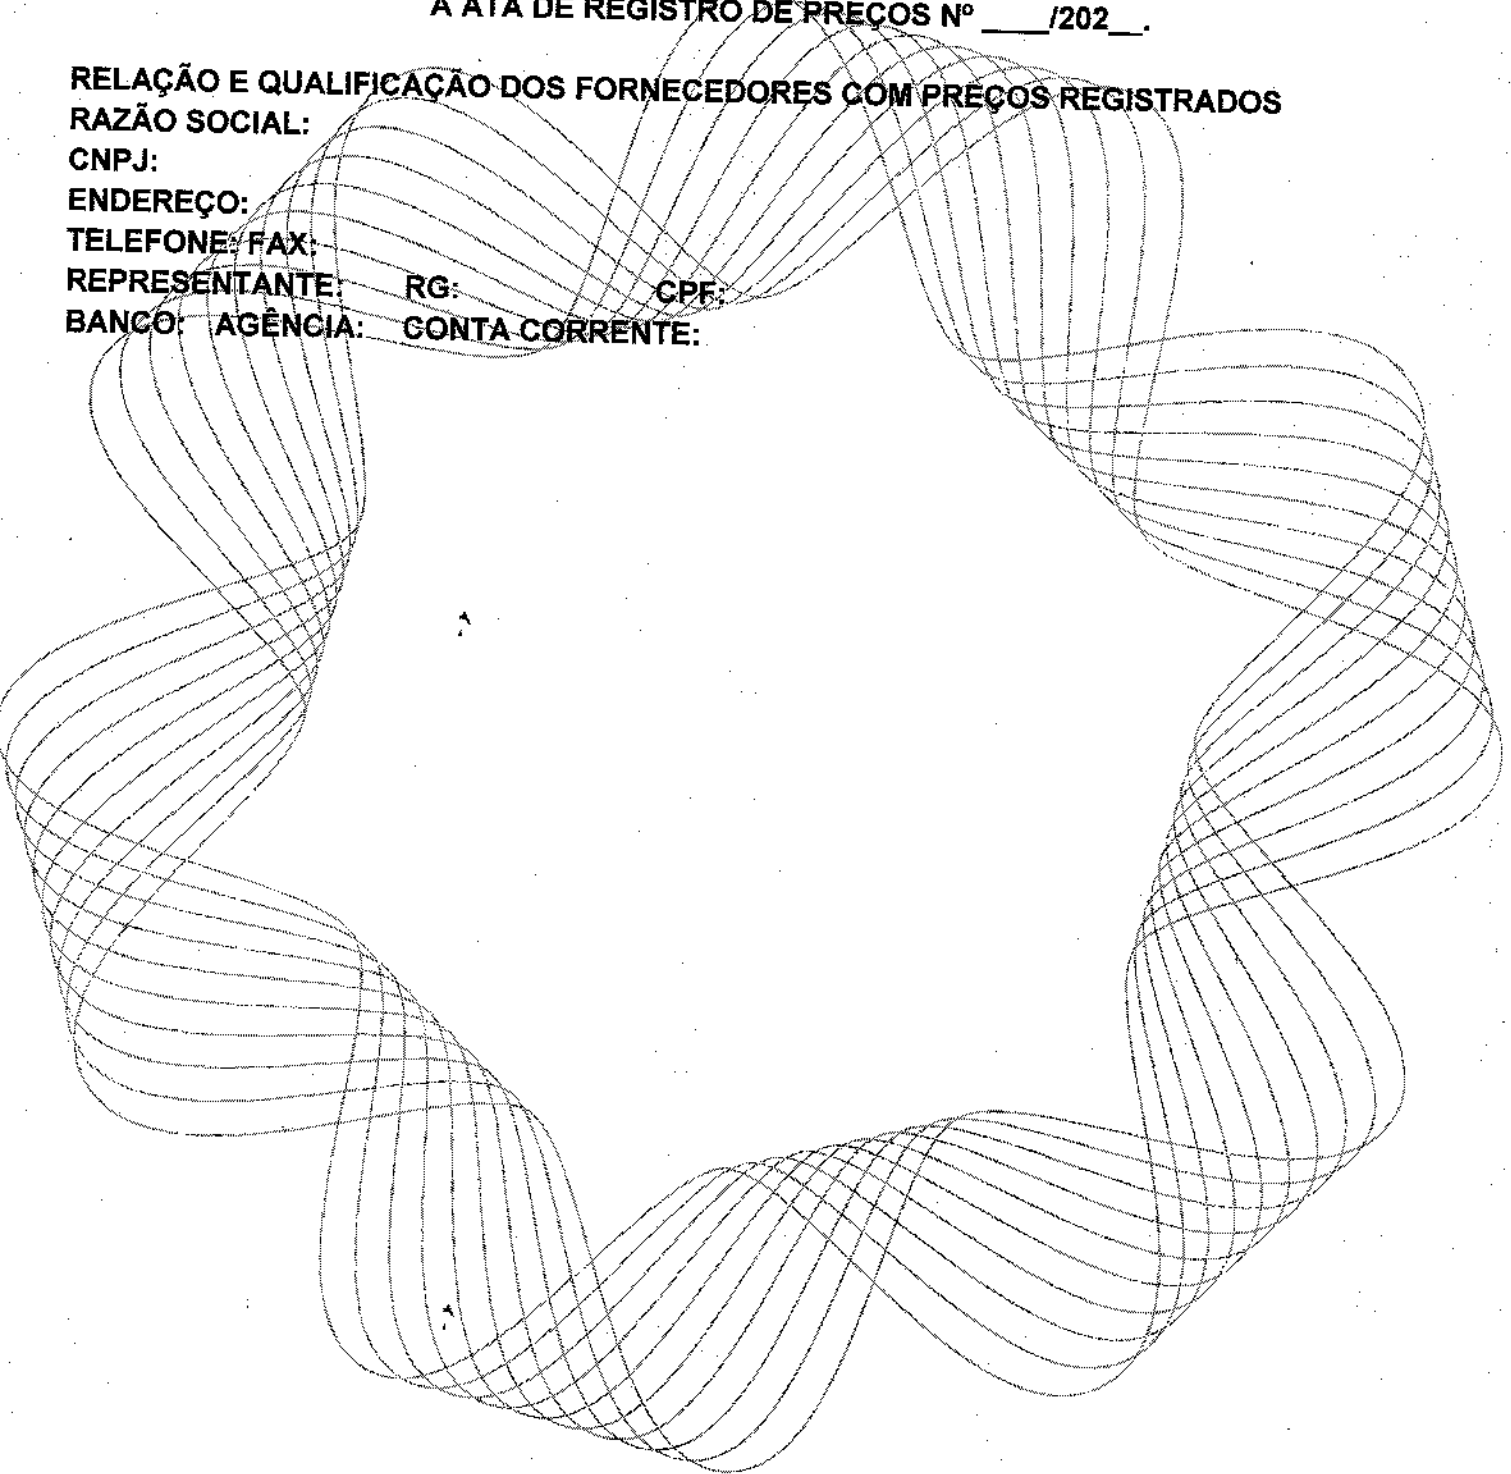 A ATA DE REGISTRO DE PREÇOS Nº ____/202__.
RELAÇÃO E QUALIFICAÇÃO DOS FORNECEDORES COM PREÇOS REGISTRADOS
RAZÃO SOCIAL:
CNPJ:
ENDEREÇO:
TELEFONE: FAX:
REPRESENTANTE: RG: CPF:
BANCO: AGÊNCIA: CONTA CORRENTE: